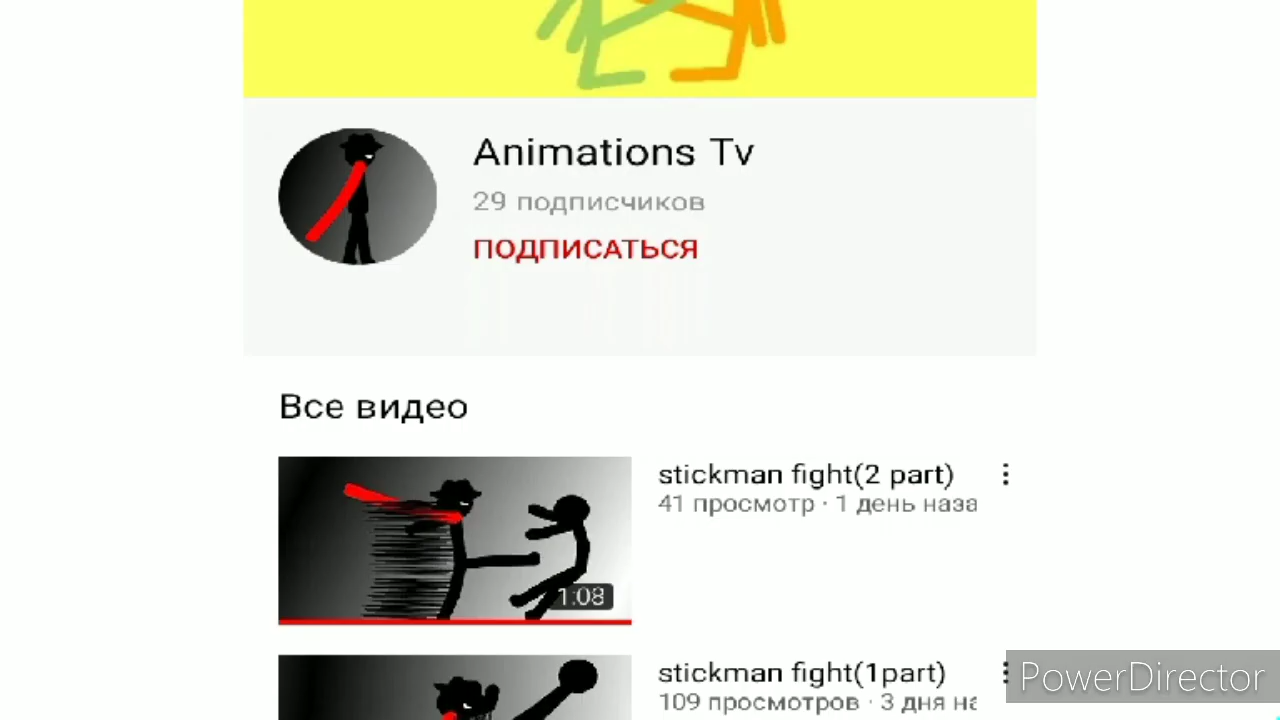 Animations Tv
29 подписчиков
ПОДПИСАТЬСЯ
Все видео
stickman fight(2 part)
41 просмотр · 1 день наза
1:08
stickman fight(1part)
109 просмотров · 3 дня на
PowerDirector